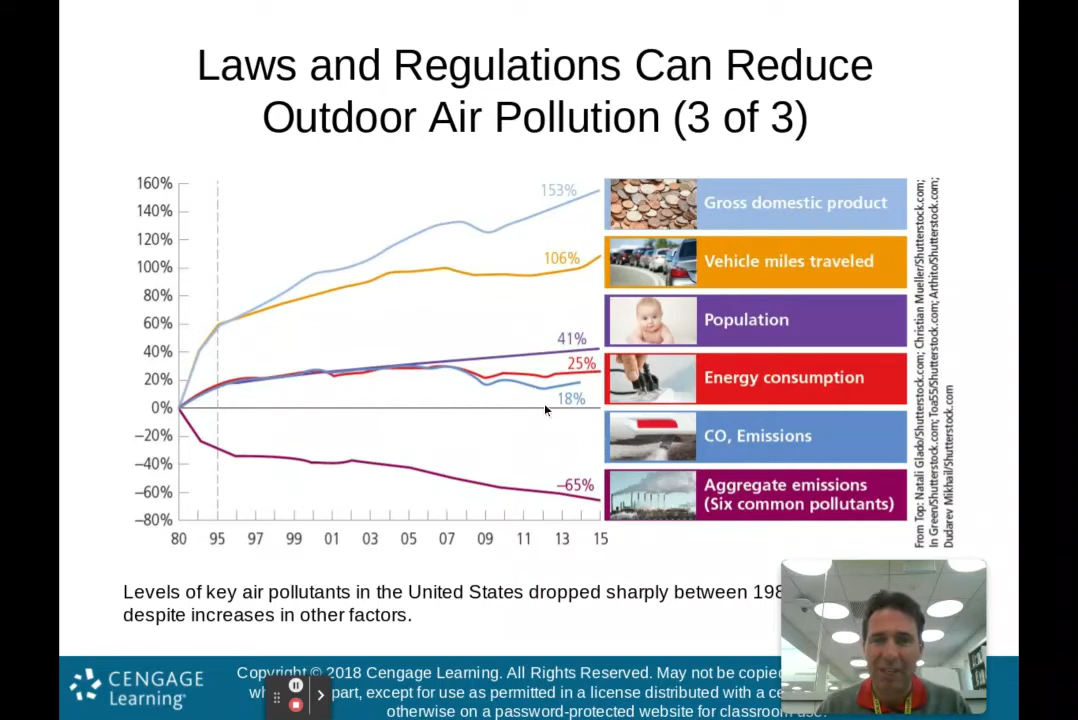 Laws and Regulations Can Reduce
Outdoor Air Pollution (3 of 3)
160%
140%
120%
100%
80%
60%
40%
20%
0%
–20%
–40%
–60%
–80%
153%
106%
41%
25%
18%
–65%
80
95
97
99
01
03
05
07
09
11
13
15
Gross domestic product
Vehicle miles traveled
Population
Energy consumption
CO, Emissions
Aggregate emissions
(Six common pollutants)
From Top: Natali Glado/Shutterstock.com; Christian Mueller/Shutterstock.com;
In Green/Shutterstock.com; Toa55/Shutterstock.com; Arthito/Shutterstock.com;
Dudarev Mikhail/Shutterstock.com
Levels of key air pollutants in the United States dropped sharply between
despite increases in other factors.
CENGAGE
Learning
Copyright © 2018 Cengage Learning. All Rights Reserved. May not be copied
part, except for use as permitted in a license distributed with a
otherwise on a password-protected website for classroom use.